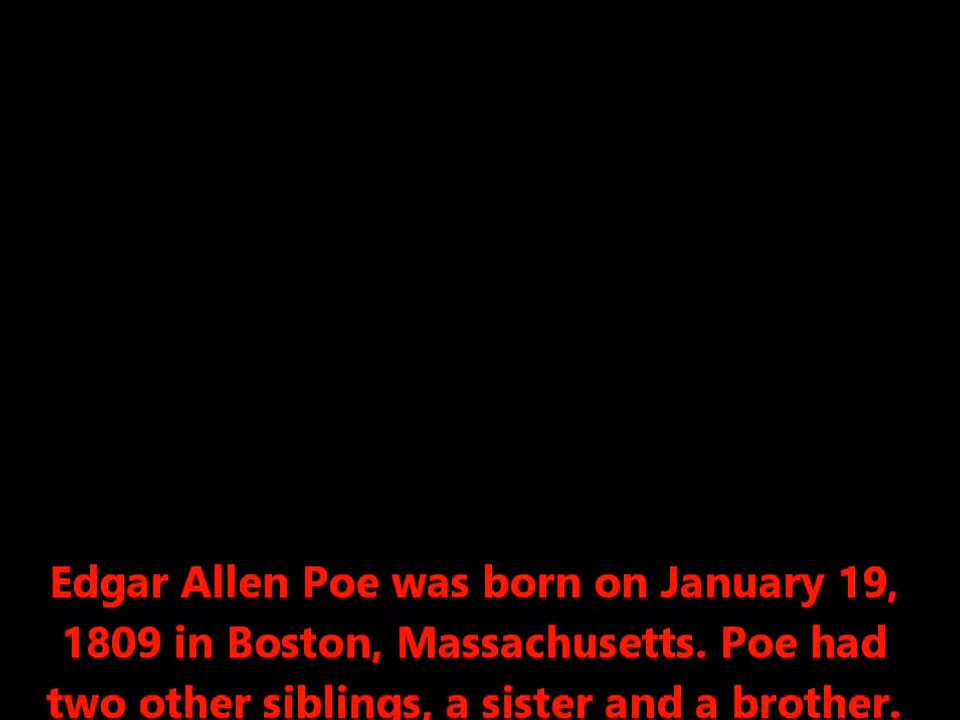 Edgar Allen Poe was born on January 19,
1809 in Boston, Massachusetts. Poe had
two other siblings, a sister and a brother.